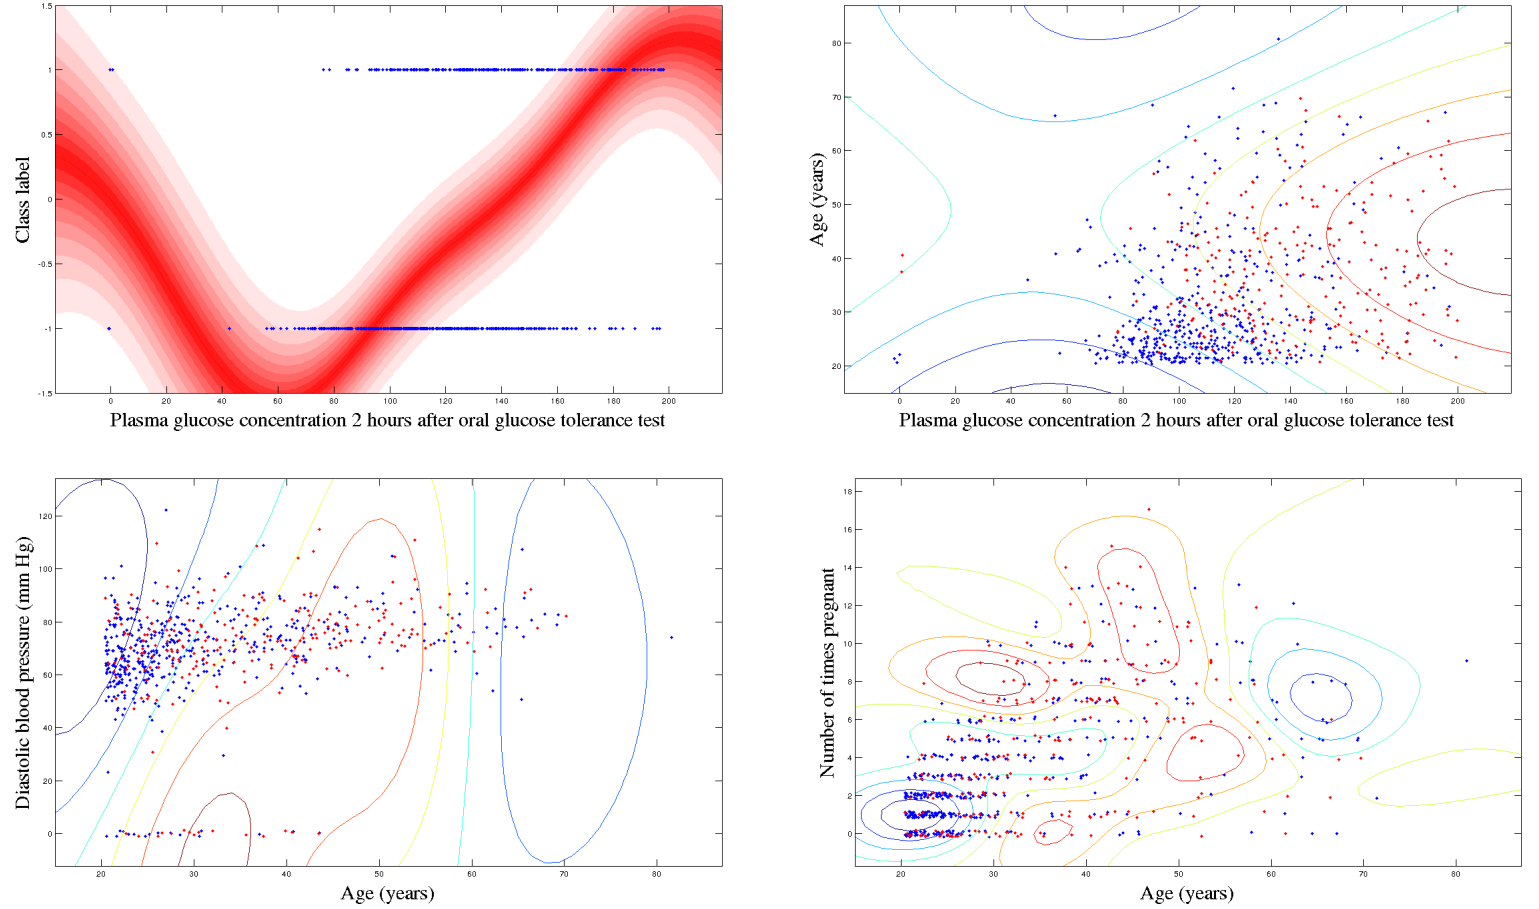 1.5
1
0.5
0
-0.5
-1
-1.5
Class label
0 20 40 60 80 100 120 140 160 180 200
Plasma glucose concentration 2 hours after oral glucose tolerance test
80
70
60
50
40
30
20
Age (years)
0 20 40 60 80 100 120 140 160 180 200
Plasma glucose concentration 2 hours after oral glucose tolerance test
120
100
80
60
40
20
0
Diastolic blood pressure (mm Hg)
20 30 40 50 60 70 80
Age (years)
18
16
14
12
10
8
6
4
2
0
Number of times pregnant
20 30 40 50 60 70 80
Age (years)